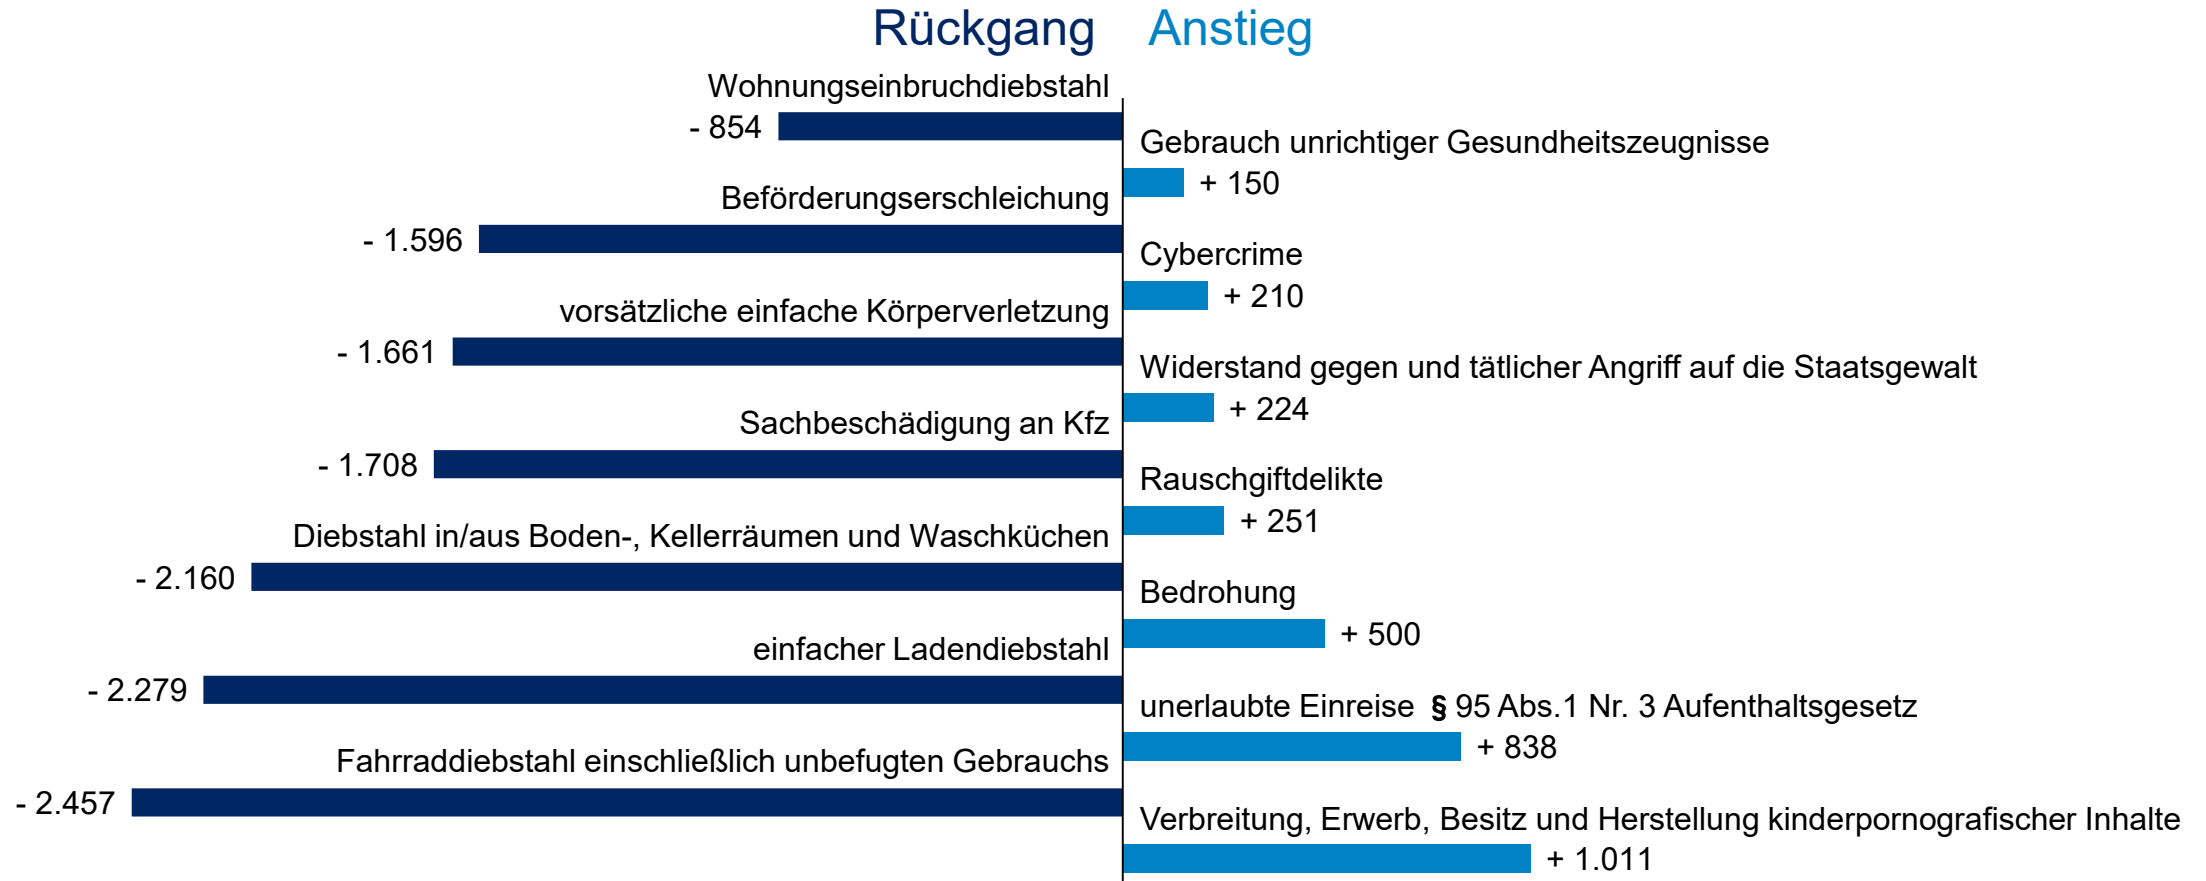 Rückgang Anstieg
Wohnungseinbruchdiebstahl
- 854
Gebrauch unrichtiger Gesundheitszeugnisse
+ 150
Beförderungserschleichung
- 1.596
Cybercrime
+ 210
vorsätzliche einfache Körperverletzung
- 1.661
Widerstand gegen und tätlicher Angriff auf die Staatsgewalt
+ 224
Sachbeschädigung an Kfz
- 1.708
Rauschgiftdelikte
+ 251
Diebstahl in/aus Boden-, Kellerräumen und Waschküchen
- 2.160
Bedrohung
+ 500
einfacher Ladendiebstahl
- 2.279
unerlaubte Einreise § 95 Abs.1 Nr. 3 Aufenthaltsgesetz
+ 838
Fahrraddiebstahl einschließlich unbefugten Gebrauchs
- 2.457
Verbreitung, Erwerb, Besitz und Herstellung kinderpornografischer Inhalte
+ 1.011